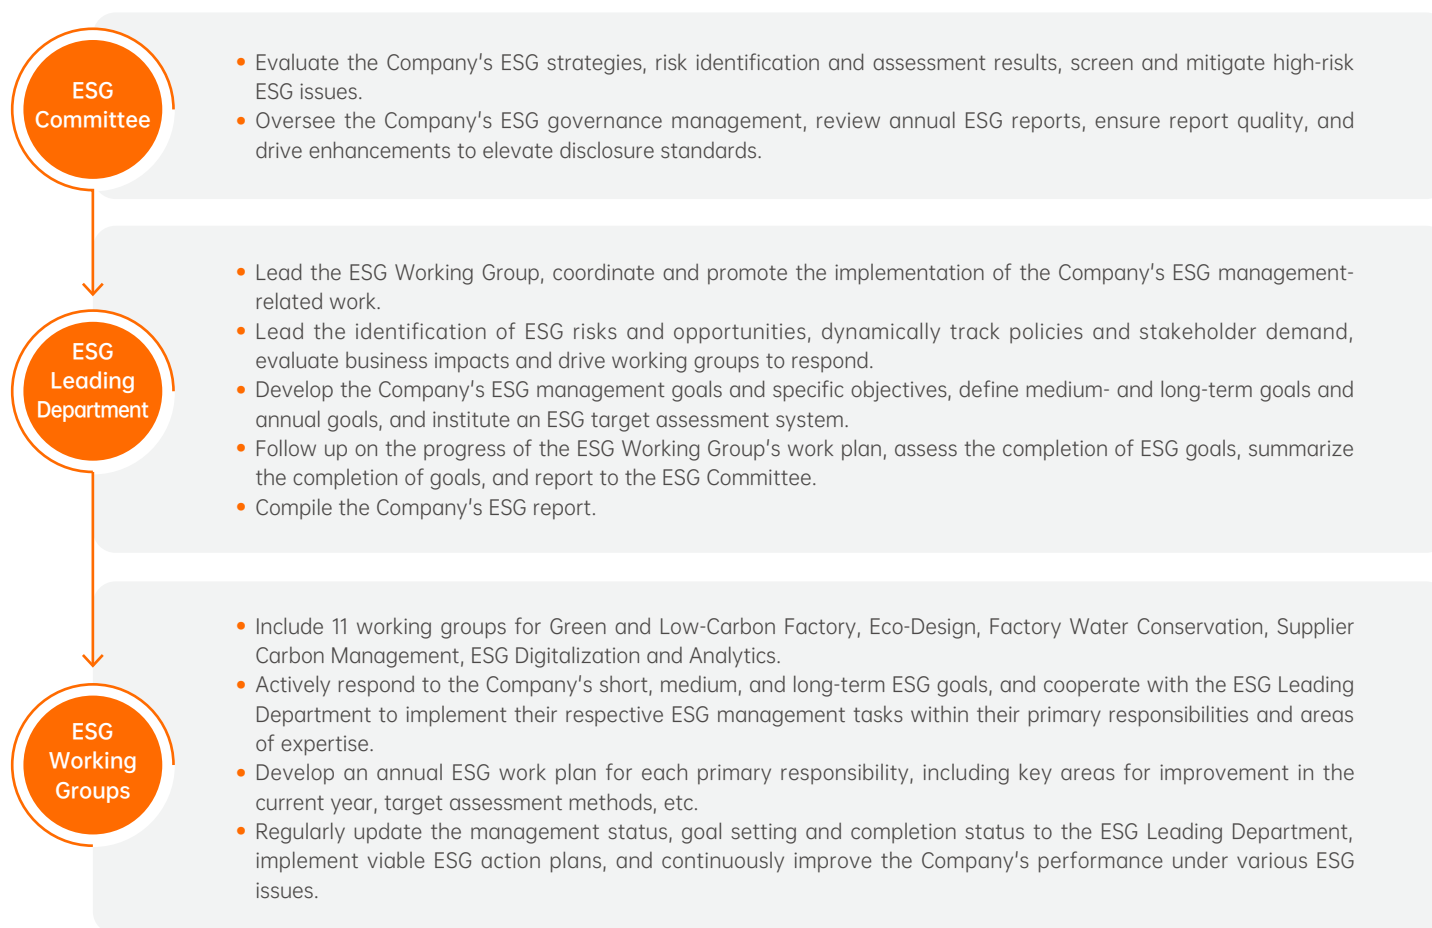 ESG
Committee
• Evaluate the Company's ESG strategies, risk identification and assessment results, screen and mitigate high-risk
ESG issues.
• Oversee the Company's ESG governance management, review annual ESG reports, ensure report quality, and
drive enhancements to elevate disclosure standards.
ESG
Leading
Department
• Lead the ESG Working Group, coordinate and promote the implementation of the Company's ESG management-
related work.
• Lead the identification of ESG risks and opportunities, dynamically track policies and stakeholder demand,
evaluate business impacts and drive working groups to respond.
• Develop the Company's ESG management goals and specific objectives, define medium- and long-term goals and
annual goals, and institute an ESG target assessment system.
• Follow up on the progress of the ESG Working Group's work plan, assess the completion of ESG goals, summarize
the completion of goals, and report to the ESG Committee.
• Compile the Company's ESG report.
ESG
Working
Groups
• Include 11 working groups for Green and Low-Carbon Factory, Eco-Design, Factory Water Conservation, Supplier
Carbon Management, ESG Digitalization and Analytics.
• Actively respond to the Company's short, medium, and long-term ESG goals, and cooperate with the ESG Leading
Department to implement their respective ESG management tasks within their primary responsibilities and areas
of expertise.
• Develop an annual ESG work plan for each primary responsibility, including key areas for improvement in the
current year, target assessment methods, etc.
• Regularly update the management status, goal setting and completion status to the ESG Leading Department,
implement viable ESG action plans, and continuously improve the Company's performance under various ESG
issues.